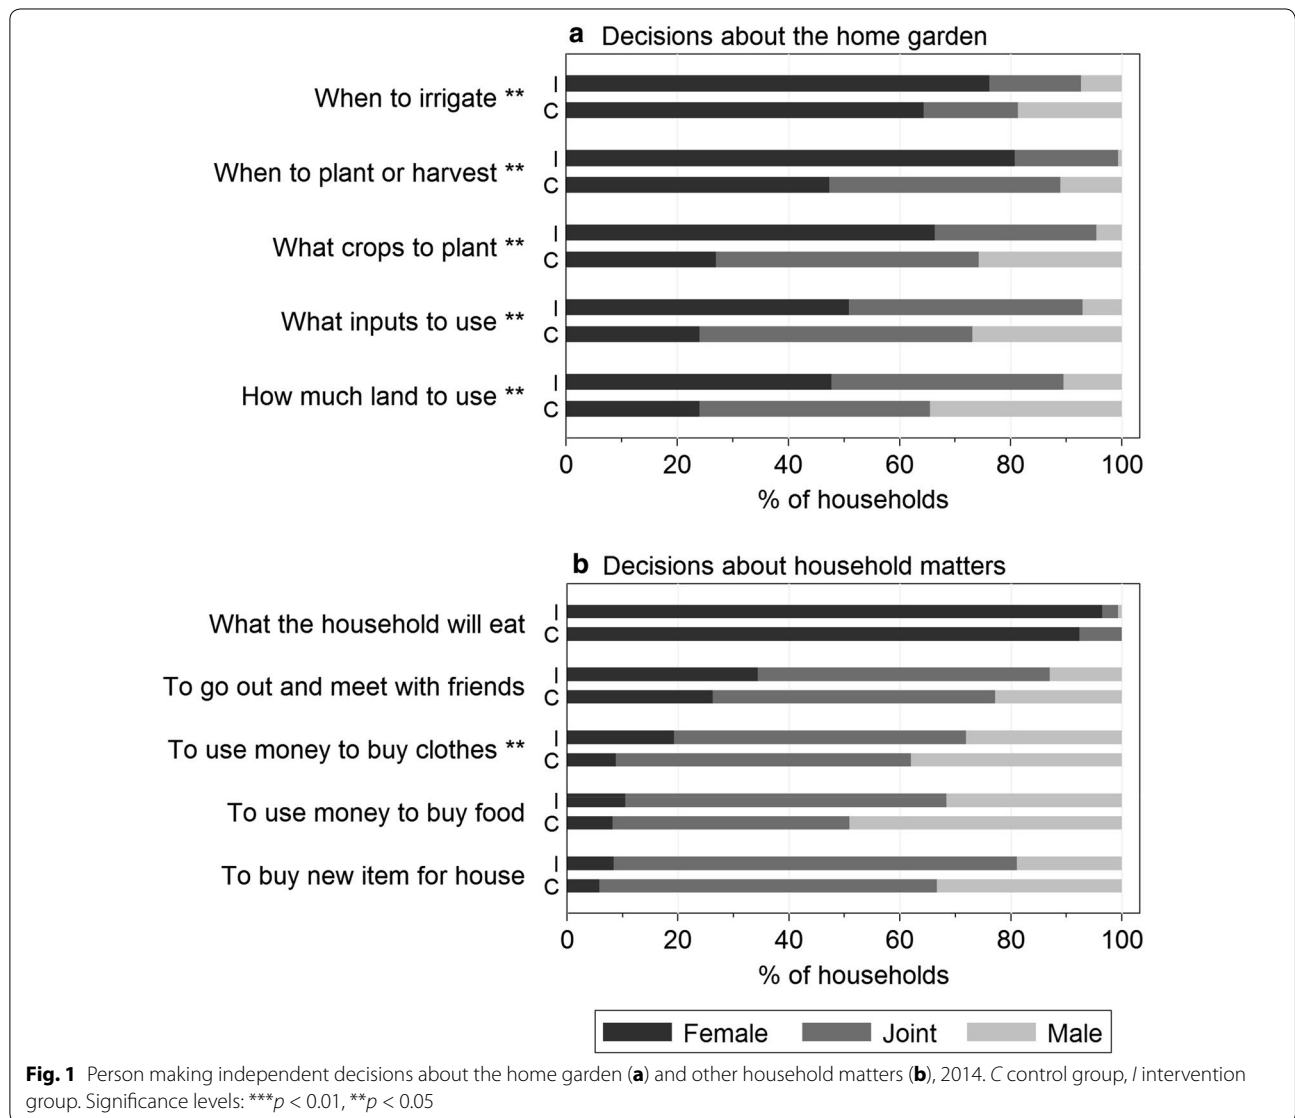 a Decisions about the home garden
When to irrigate **
I
C
When to plant or harvest **
I
C
What crops to plant **
I
C
What inputs to use **
I
C
How much land to use **
I
C
0 20 40 60 80 100
% of households
b Decisions about household matters
What the household will eat
I
C
To go out and meet with friends
I
C
To use money to buy clothes **
I
C
To use money to buy food
I
C
To buy new item for house
I
C
0 20 40 60 80 100
% of households
Female Joint Male
Fig. 1 Person making independent decisions about the home garden (a) and other household matters (b), 2014. C control group, I intervention
group. Significance levels: ***p < 0.01, **p < 0.05